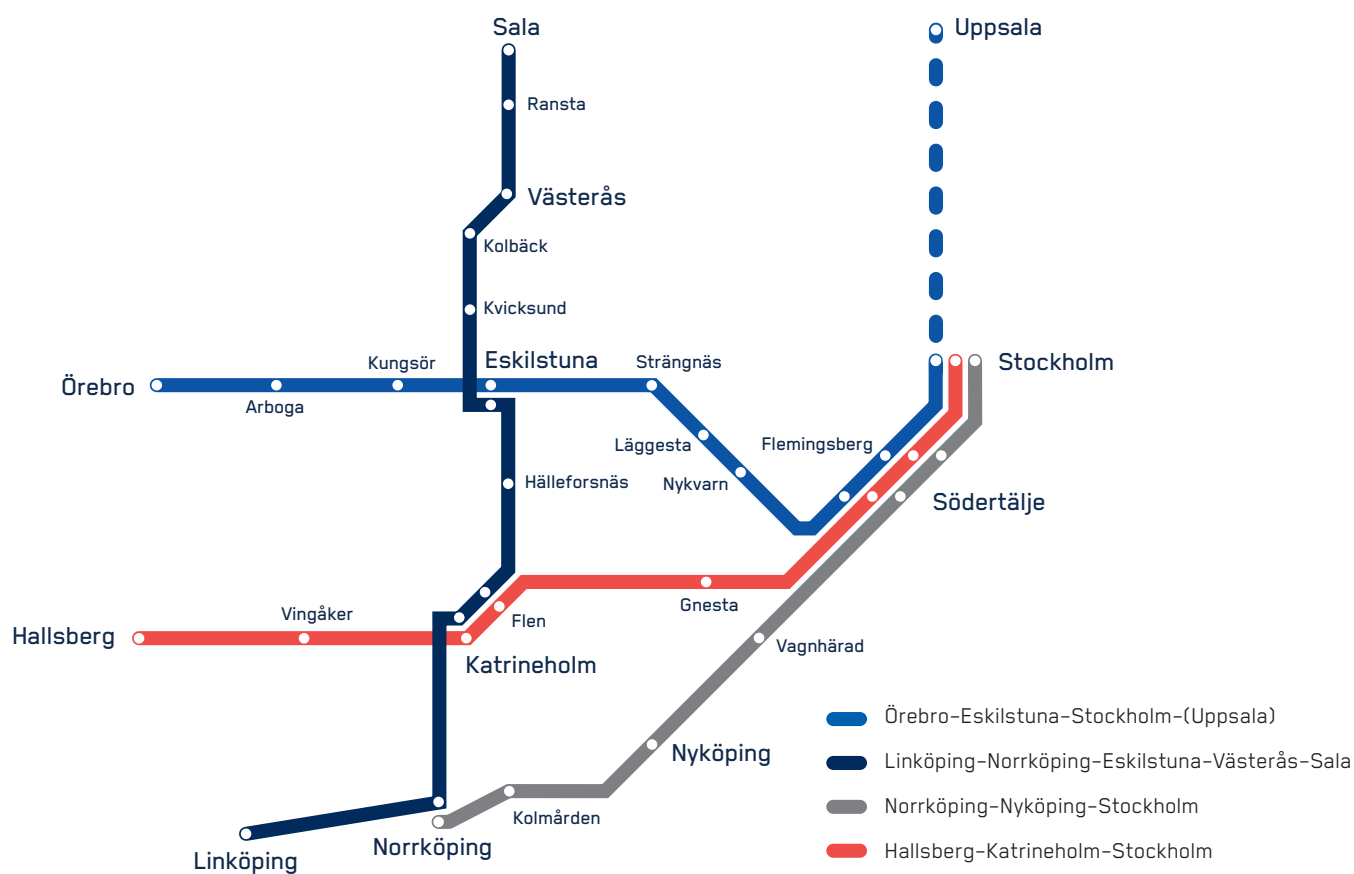 Sala
Uppsala
Ransta
Västerås
Kolbäck
Kvicksund
Kungsör
Eskilstuna
Strängnäs
Stockholm
Örebro
Arboga
Läggesta
Flemingsberg
Nykvarn
Hälleforsnäs
Södertälje
Gnesta
Vingåker
Flen
Hallsberg
Katrineholm
Vagnhärad
Nyköping
Kolmården
Norrköping
Linköping
Örebro–Eskilstuna–Stockholm–(Uppsala)
Linköping–Norrköping–Eskilstuna–Västerås–Sala
Norrköping–Nyköping–Stockholm
Hallsberg–Katrineholm–Stockholm